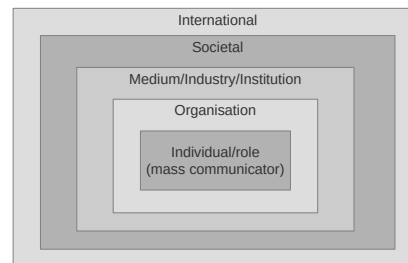 International
Societal
Medium/Industry/Institution
Organisation
Individual/role
(mass communicator)